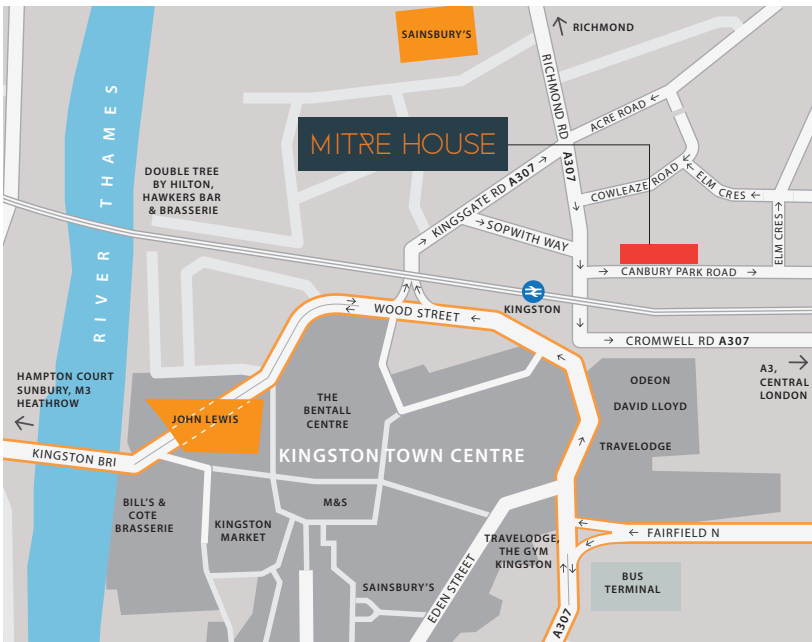 SAINSBURY'S
RICHMOND
RIVER THAMES
RICHMOND RD
A307
ACRE ROAD
MITRE HOUSE
DOUBLE TREE
BY HILTON,
HAWKERS BAR
& BRASSERIE
KINGSGATE RD A307
COWLEAZE ROAD
ELM CRES
ELM CRES
SOPWITH WAY
CANBURY PARK ROAD
KINGSTON
WOOD STREET
CROMWELL RD A307
A3,
CENTRAL
LONDON
HAMPTON COURT
SUNBURY, M3
HEATHROW
ODEON
DAVID LLOYD
TRAVELODGE
THE
BENTALL
CENTRE
JOHN LEWIS
KINGSTON BRI
KINGSTON TOWN CENTRE
BILL'S &
COTE
BRASSERIE
M&S
KINGSTON
MARKET
TRAVELODGE,
THE GYM
KINGSTON
FAIRFIELD N
BUS
TERMINAL
SAINSBURY'S
EDEN STREET
A307